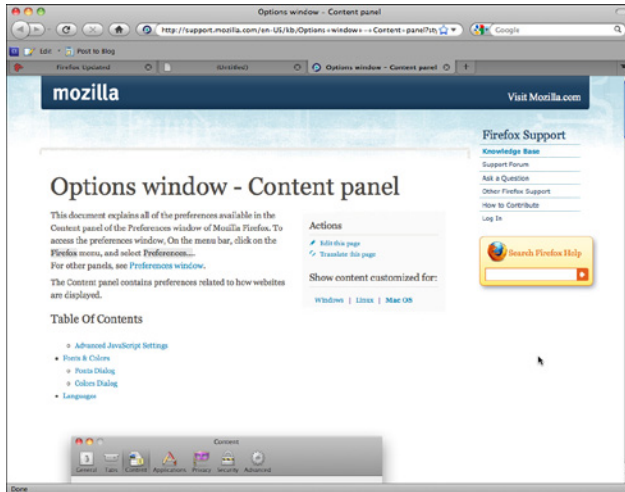 Options window - Content panel
http://support.mozilla.com/en-US/kb/Options+window+-+Content+panel?st
Google
Edit
Post to Blog
Firefox Updated
(Untitled)
Options window - Content panel
mozilla
Visit Mozilla.com
Firefox Support
Knowledge Base
Support Forum
Ask a Question
Other Firefox Support
How to Contribute
Log In
Search Firefox Help
Options window - Content panel
This document explains all of the preferences available in the
Content panel of the Preferences window of Mozilla Firefox. To
access the preferences window, On the menu bar, click on the
Firefox menu, and select Preferences....
For other panels, see Preferences window.
The Content panel contains preferences related to how websites
are displayed.
Actions
Edit this page
Translate this page
Show content customized for:
Windows | Linux | Mac OS
Table Of Contents
Advanced JavaScript Settings
Fonts & Colors
Fonts Dialog
Colors Dialog
Languages
Content
General Tabs Content Applications Privacy Security Advanced
Done